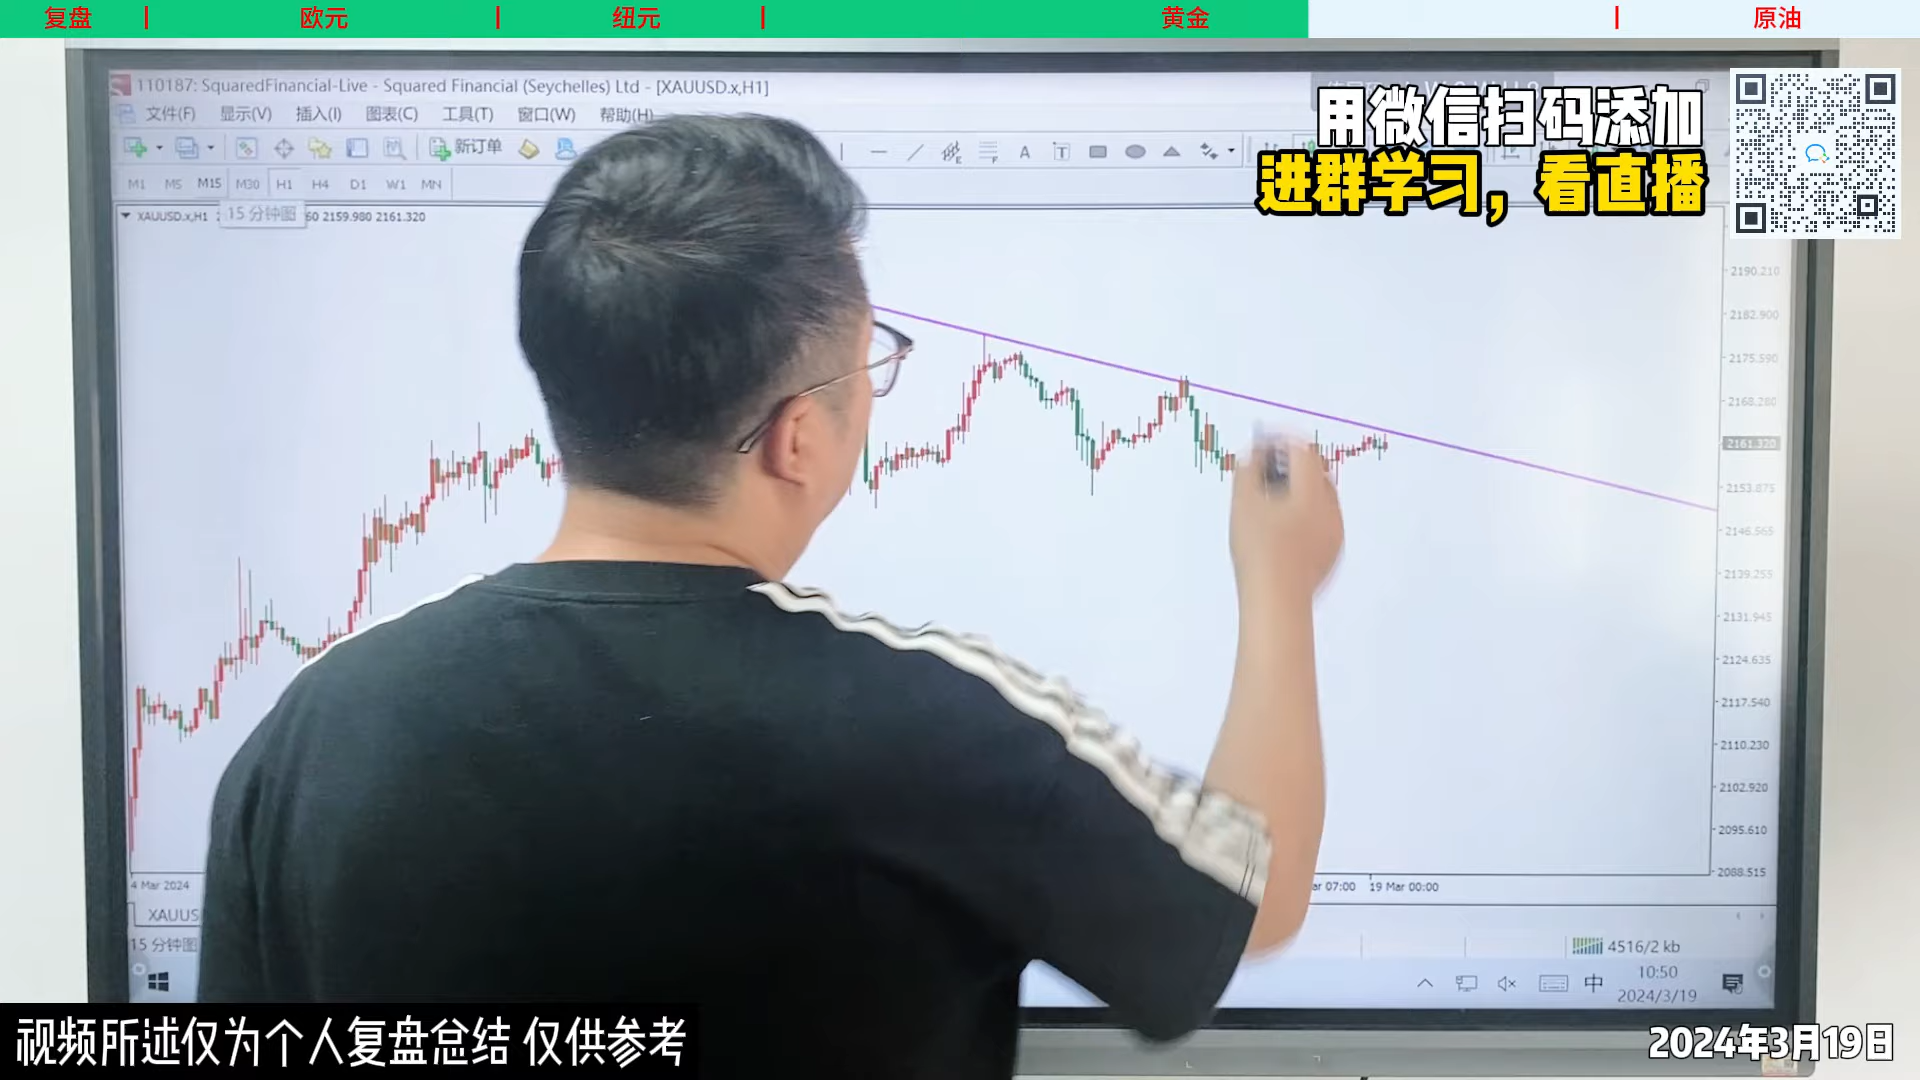 复盘 | 欧元 | 纽元 | 黄金 | 原油
110187: SquaredFinancial-Live - Squared Financial (Seychelles) Ltd - [XAUUSD.x,H1]
文件(F) 显示(V) 插入(I) 图表(C) 工具(T) 窗口(W) 帮助(H)
用微信扫码添加
进群学习，看直播
新订单
A T
M1 M5 M15 M30 H1 H4 D1 W1 MN
XAUUSD.x,H1
15 分钟图
60 2159.980 2161.320
2190.210
2182.900
2175.590
2168.280
2161.320
2153.875
2146.565
2139.255
2131.945
2124.635
2117.540
2110.230
2102.920
2095.610
2088.515
4 Mar 2024
ar 07:00 19 Mar 00:00
XAUUS
15 分钟图
4516/2 kb
中
10:50
2024/3/19
视频所述仅为个人复盘总结 仅供参考
2024年3月19日